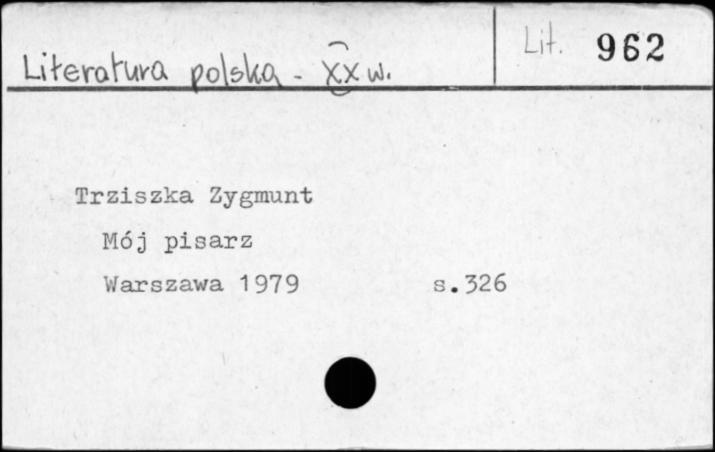 Literatura polska - XX w.
Lit. 962
Trziszka Zygmunt
Mój pisarz
Warszawa 1979 s.326